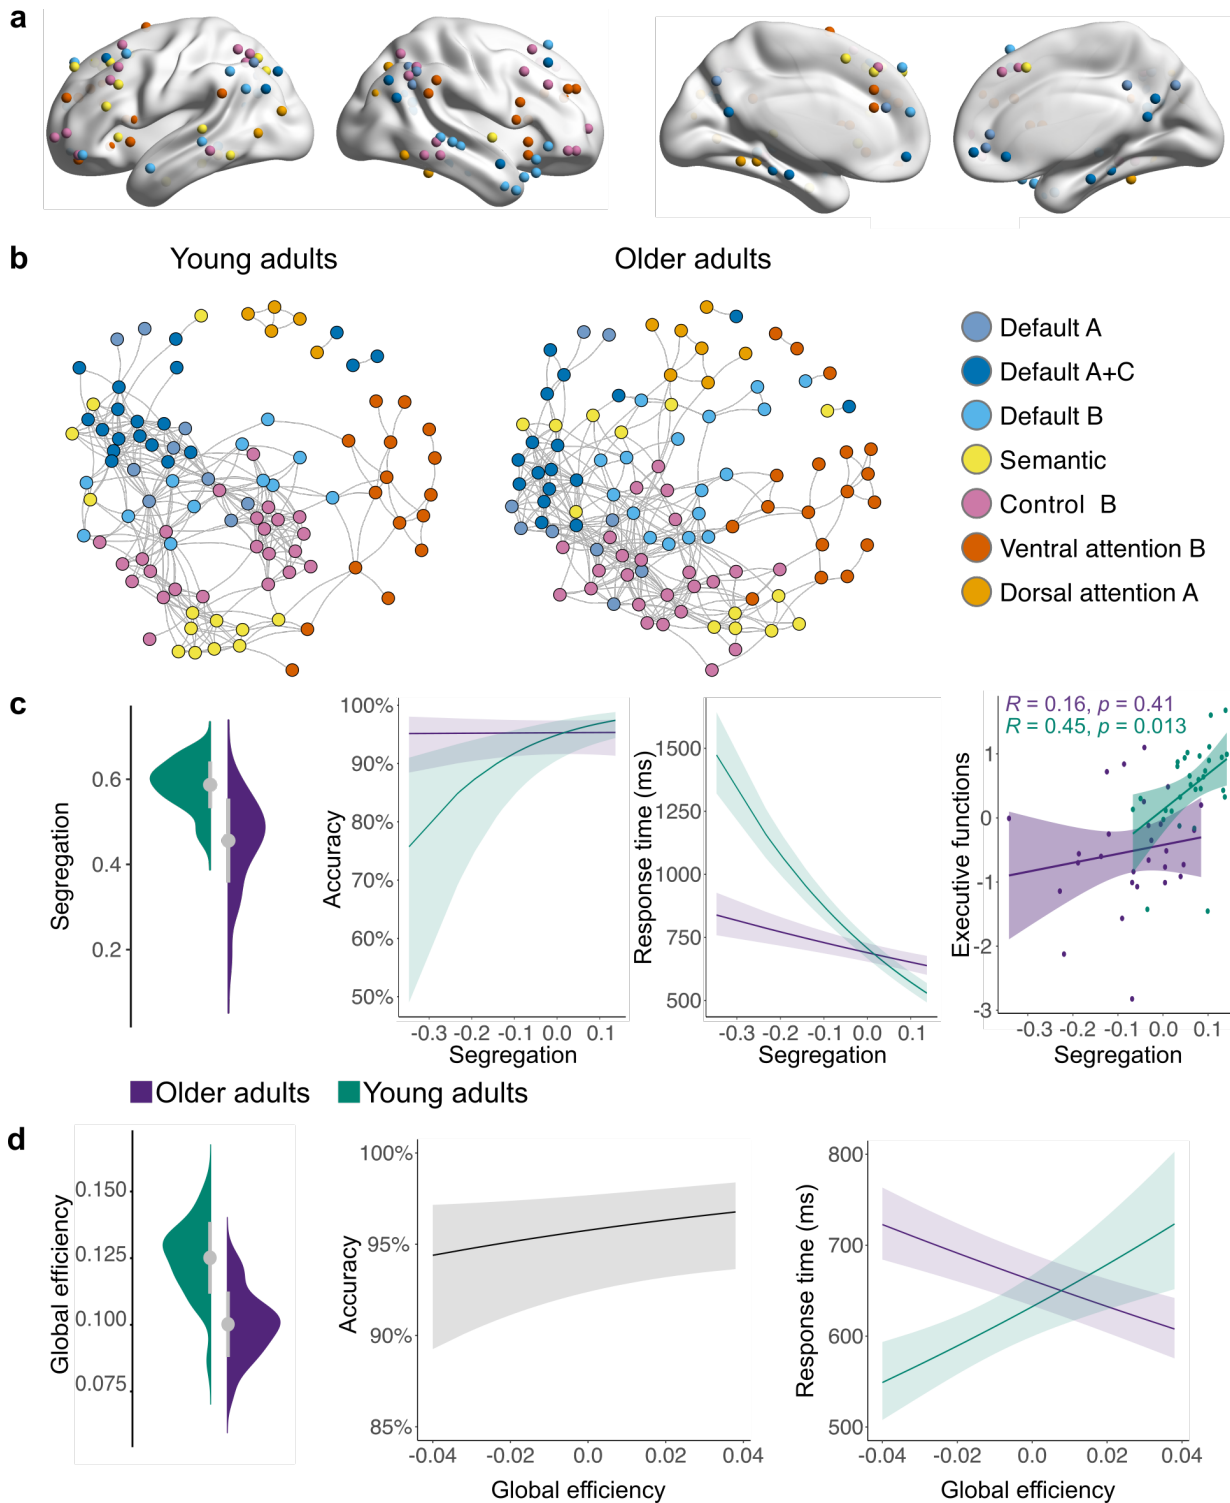 a
b
Young adults
Older adults
Default A
Default A+C
Default B
Semantic
Control B
Ventral attention B
Dorsal attention A
c
Segregation
0.6
0.4
0.2
Accuracy
100%
90%
80%
70%
60%
50%
-0.3 -0.2 -0.1 0.0 0.1
Segregation
Response time (ms)
1500
1250
1000
750
500
-0.3 -0.2 -0.1 0.0 0.1
Segregation
R = 0.16, p = 0.41
R = 0.45, p = 0.013
Executive functions
1
0
-1
-2
-3
-0.3 -0.2 -0.1 0.0 0.1
Segregation
Older adults
Young adults
d
Global efficiency
0.150
0.125
0.100
0.075
Accuracy
100%
95%
90%
85%
-0.04 -0.02 0.0 0.02 0.04
Global efficiency
Response time (ms)
800
700
600
500
-0.04 -0.02 0.0 0.02 0.04
Global efficiency